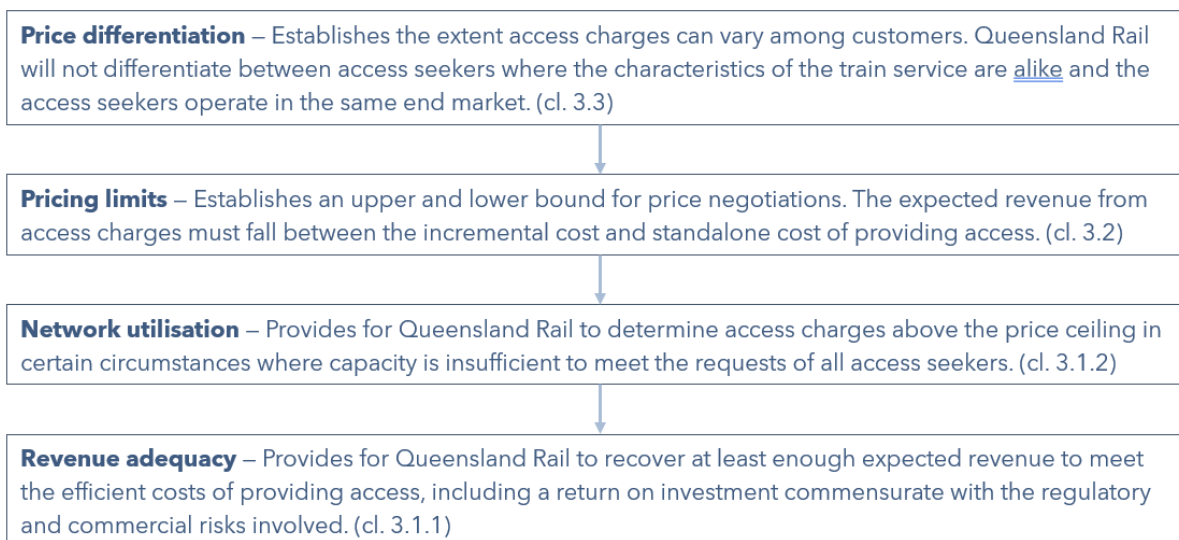 Price differentiation – Establishes the extent access charges can vary among customers. Queensland Rail
will not differentiate between access seekers where the characteristics of the train service are alike and the
access seekers operate in the same end market. (cl. 3.3)
Pricing limits – Establishes an upper and lower bound for price negotiations. The expected revenue from
access charges must fall between the incremental cost and standalone cost of providing access. (cl. 3.2)
Network utilisation – Provides for Queensland Rail to determine access charges above the price ceiling in
certain circumstances where capacity is insufficient to meet the requests of all access seekers. (cl. 3.1.2)
Revenue adequacy – Provides for Queensland Rail to recover at least enough expected revenue to meet
the efficient costs of providing access, including a return on investment commensurate with the regulatory
and commercial risks involved. (cl. 3.1.1)